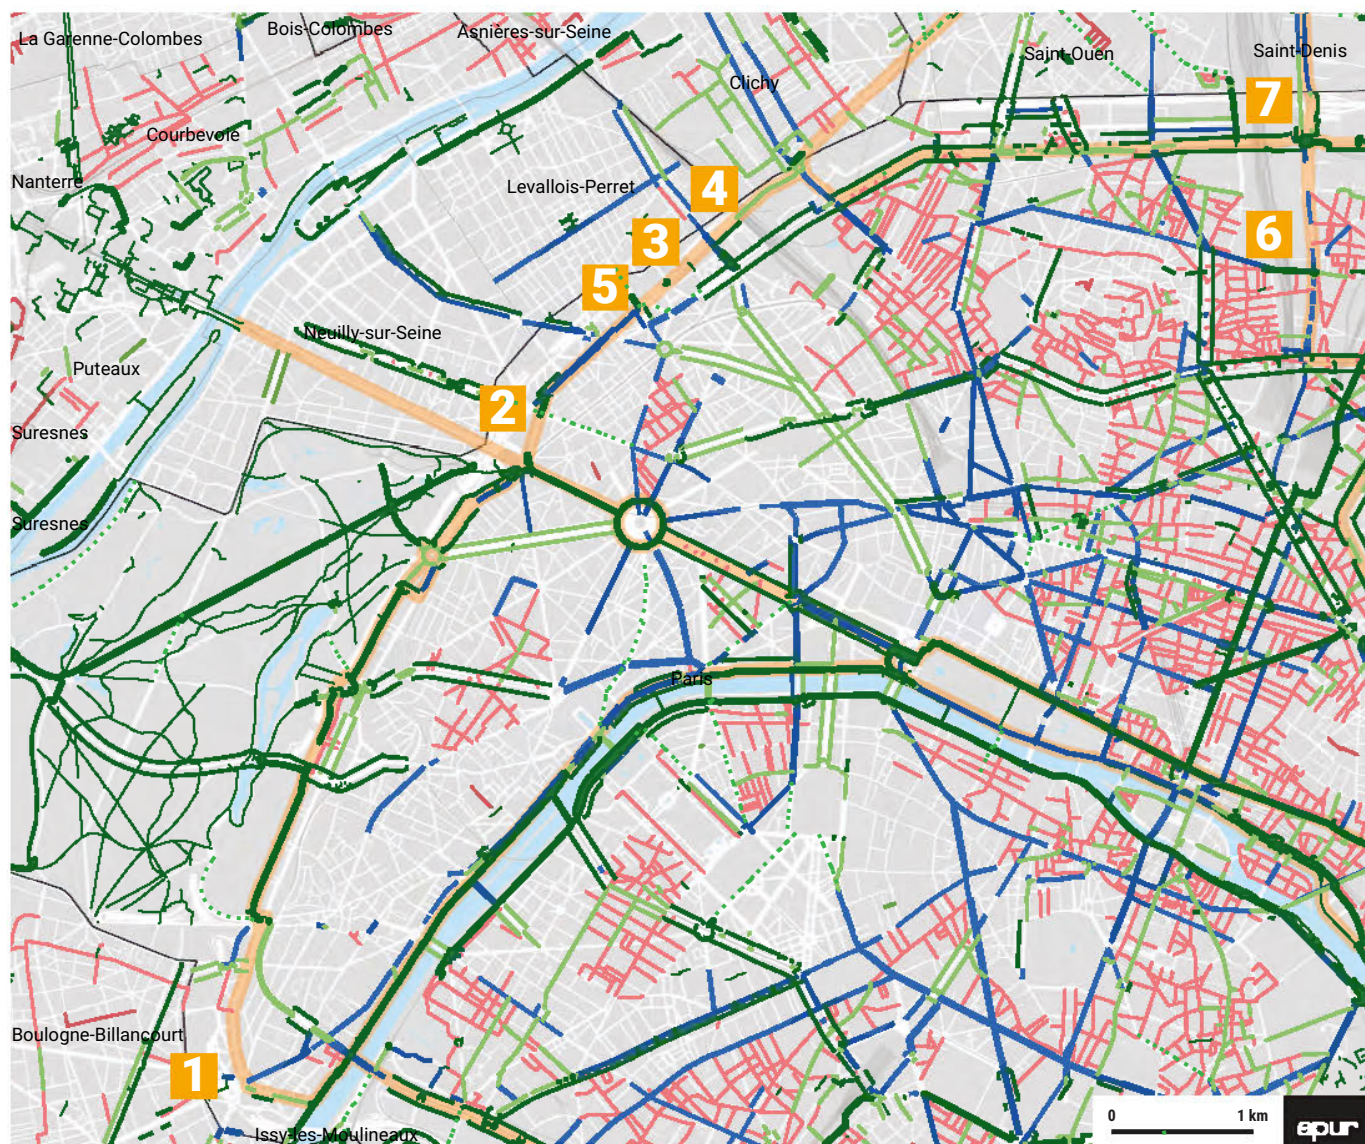 La Garenne-Colombes
Bois-Colombes
Asnières-sur-Seine
Saint-Ouen
Saint-Denis
Clichy
7
Courbevoie
Nanterre
Levallois-Perret
4
3
6
5
Neuilly-sur-Seine
Puteaux
2
Suresnes
Suresnes
Paris
Boulogne-Billancourt
1
Issy-les-Moulineaux
0 1 km
apur